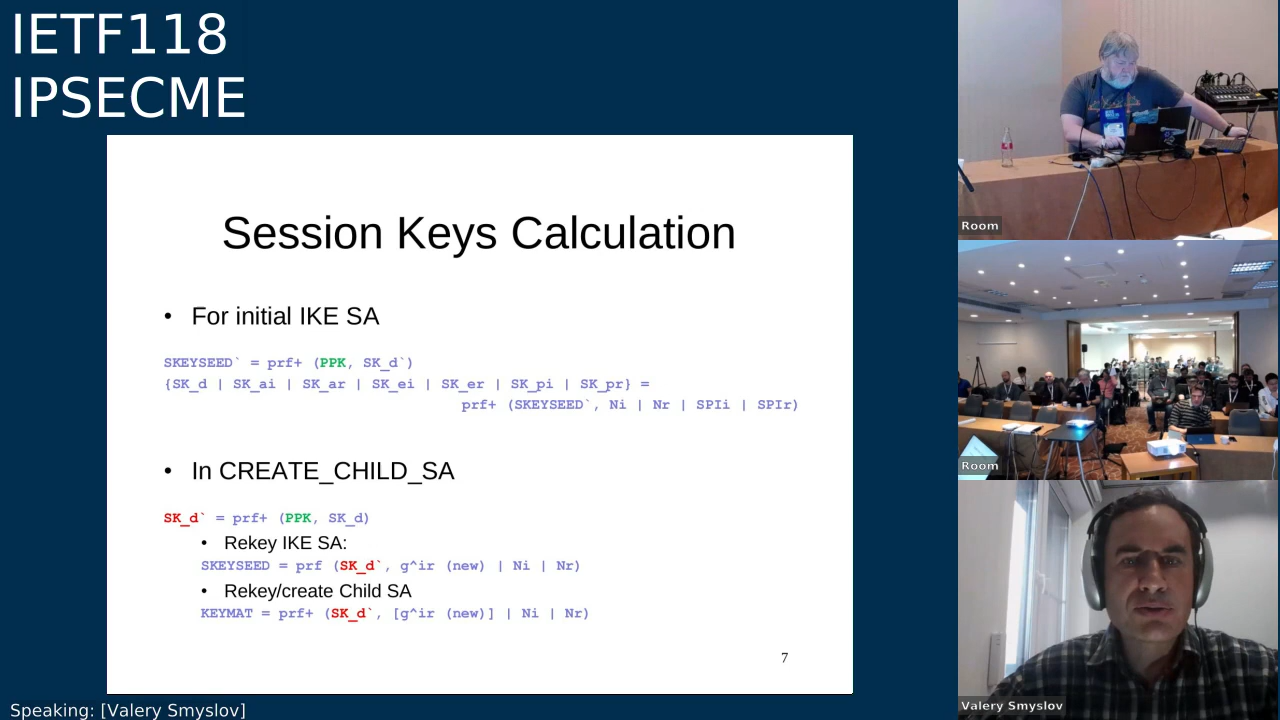 IETF118
IPSECME
Session Keys Calculation
• For initial IKE SA
SKEYSEED` = prf+ (PPK, SK_d`)
{SK_d | SK_ai | SK_ar | SK_ei | SK_er | SK_pi | SK_pr} =
prf+ (SKEYSEED`, Ni | Nr | SPIi | SPIr)
• In CREATE_CHILD_SA
SK_d` = prf+ (PPK, SK_d)
• Rekey IKE SA:
SKEYSEED = prf (SK_d`, g^ir (new) | Ni | Nr)
• Rekey/create Child SA
KEYMAT = prf+ (SK_d`, [g^ir (new)] | Ni | Nr)
7
Room
Room
Valery Smyslov
Speaking: [Valery Smyslov]